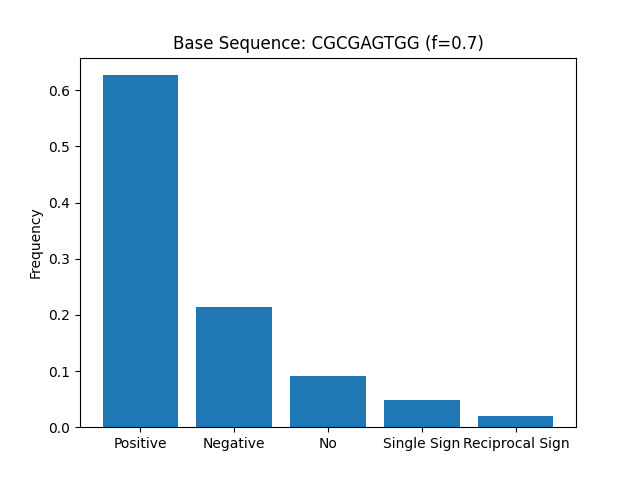 Base Sequence: CGCGAGTGG (f=0.7)
Frequency
0.6
0.5
0.4
0.3
0.2
0.1
0.0
Positive Negative No Single Sign Reciprocal Sign